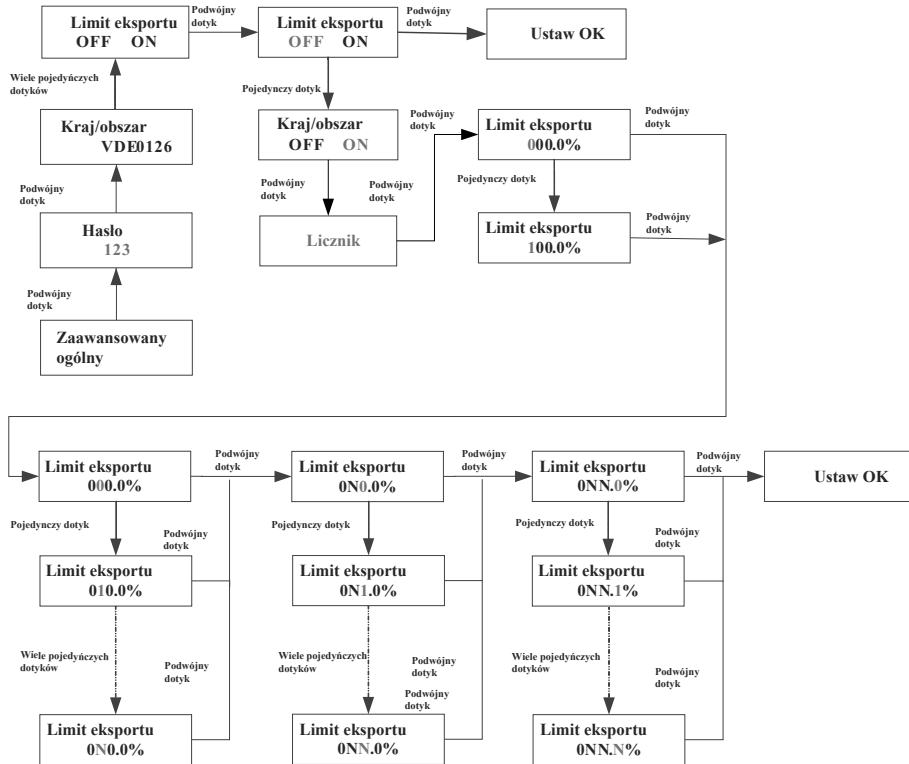 Limit eksportu
OFF ON
Podwójny
dotyk
Limit eksportu
OFF ON
Podwójny
dotyk
Ustaw OK
Wiele pojedyńczych
dotyków
Pojedynczy dotyk
Kraj/obszar
VDE0126
Kraj/obszar
OFF ON
Podwójny
dotyk
Limit eksportu
000.0%
Podwójny
dotyk
Podwójny
dotyk
Podwójny
dotyk
Podwójny
dotyk
Pojedynczy dotyk
Hasło
123
Licznik
Limit eksportu
100.0%
Podwójny
dotyk
Podwójny
dotyk
Zaawansowany
ogólny
Limit eksportu
000.0%
Podwójny
dotyk
Limit eksportu
0N0.0%
Podwójny
dotyk
Limit eksportu
0NN.0%
Podwójny
dotyk
Ustaw OK
Pojedynczy dotyk
Podwójny
dotyk
Pojedynczy dotyk
Podwójny
dotyk
Pojedynczy dotyk
Podwójny
dotyk
Limit eksportu
010.0%
Limit eksportu
0N1.0%
Limit eksportu
0NN.1%
Wiele pojedyńczych
dotyków
Podwójny
dotyk
Wiele pojedyńczych
dotyków
Podwójny
dotyk
Podwójny
dotyk
Wiele pojedyńczych
dotyków
Podwójny
dotyk
Limit eksportu
0N0.0%
Limit eksportu
0NN.0%
Limit eksportu
0NN.N%